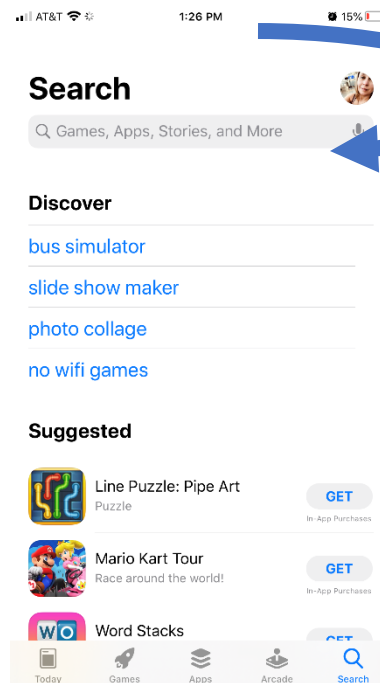 AT&T 1:26 PM 15%
Search
Games, Apps, Stories, and More
Discover
bus simulator
slide show maker
photo collage
no wifi games
Suggested
Line Puzzle: Pipe Art
Puzzle
GET
In-App Purchases
Mario Kart Tour
Race around the world!
GET
In-App Purchases
WO
Word Stacks
GET
Today Games Apps Arcade Search